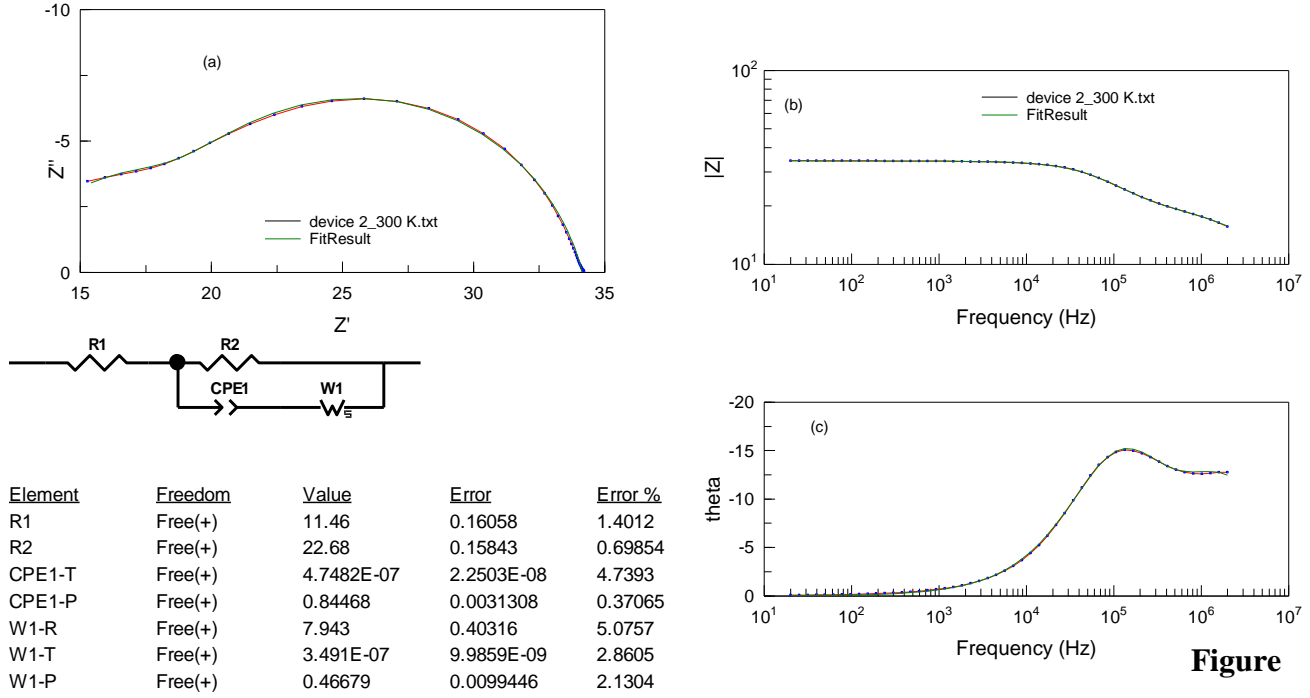 -10
(a)
-5
Z''
device 2_300 K.txt
FitResult
0
15 20 25 30 35
Z'
R1 R2
CPE1 W1
Element Freedom Value Error Error %
R1 Free(+) 11.46 0.16058 1.4012
R2 Free(+) 22.68 0.15843 0.69854
CPE1-T Free(+) 4.7482E-07 2.2503E-08 4.7393
CPE1-P Free(+) 0.84468 0.0031308 0.37065
W1-R Free(+) 7.943 0.40316 5.0757
W1-T Free(+) 3.491E-07 9.9859E-09 2.8605
W1-P Free(+) 0.46679 0.0099446 2.1304
10²
(b)
device 2_300 K.txt
FitResult
|Z|
10¹
10¹ 10² 10³ 10⁴ 10⁵ 10⁶ 10⁷
Frequency (Hz)
-20
(c)
-15
-10
theta
-5
0
10¹ 10² 10³ 10⁴ 10⁵ 10⁶ 10⁷
Frequency (Hz)
Figure